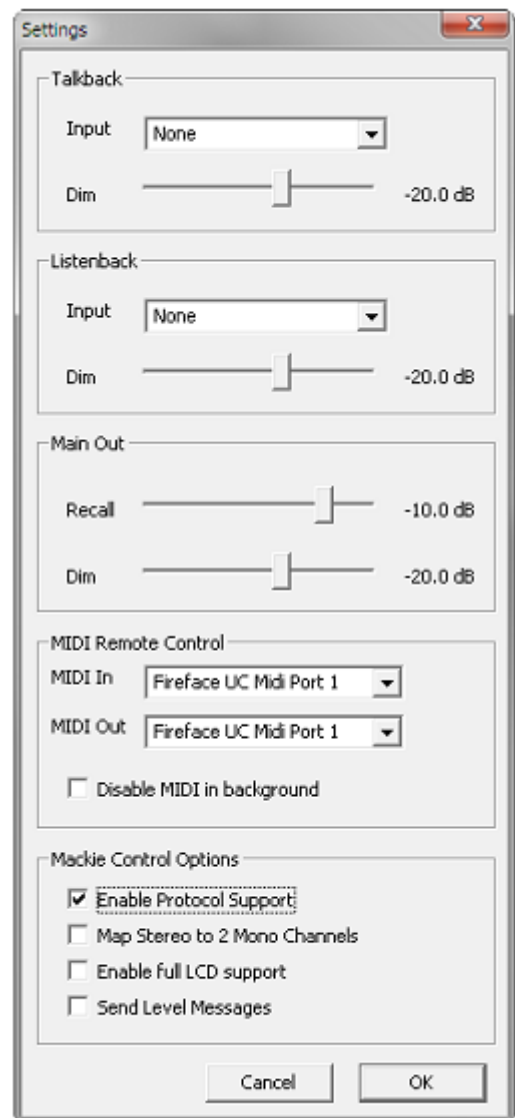 Settings
Talkback
Input None
Dim -20.0 dB
Listenback
Input None
Dim -20.0 dB
Main Out
Recall -10.0 dB
Dim -20.0 dB
MIDI Remote Control
MIDI In Fireface UC Midi Port 1
MIDI Out Fireface UC Midi Port 1
Disable MIDI in background
Mackie Control Options
Enable Protocol Support
Map Stereo to 2 Mono Channels
Enable full LCD support
Send Level Messages
Cancel OK